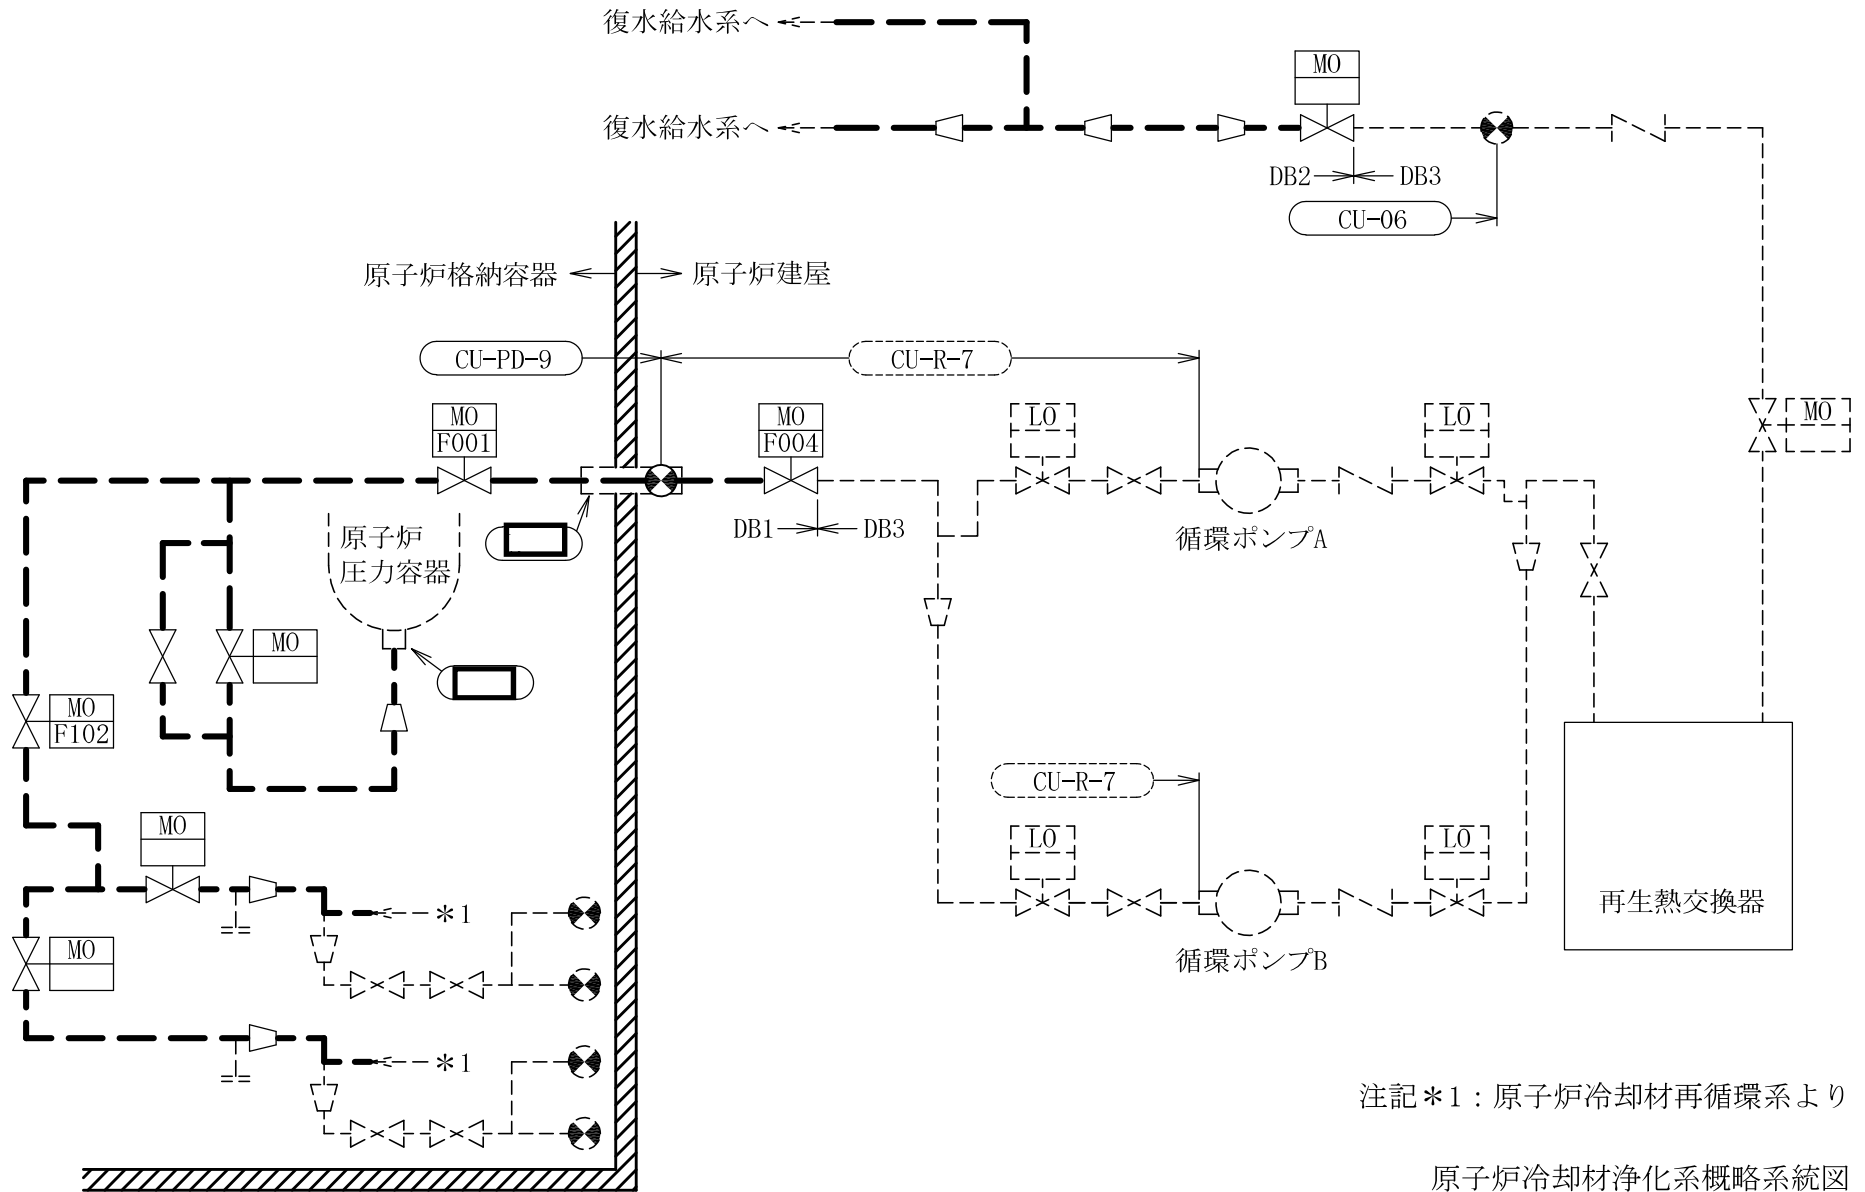 復水給水系へ
MO
復水給水系へ
DB2
DB3
CU-06
原子炉格納容器
原子炉建屋
CU-PD-9
CU-R-7
MO
F001
MO
F004
LO
LO
MO
DB1
DB3
循環ポンプA
原子炉
圧力容器
MO
MO
F102
CU-R-7
MO
LO
LO
再生熱交換器
＊1
MO
循環ポンプB
＊1
注記＊1：原子炉冷却材再循環系より
原子炉冷却材浄化系概略系統図